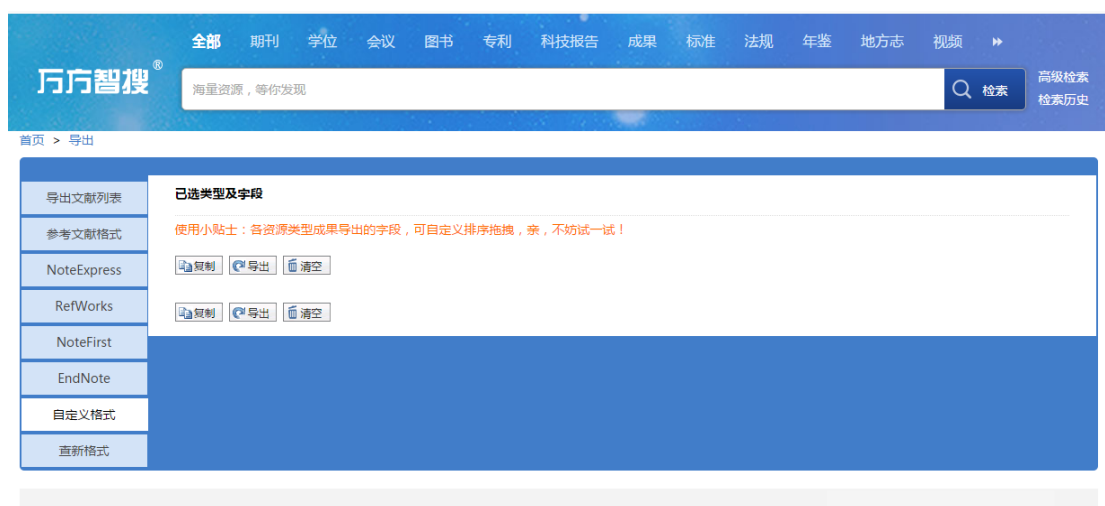 全部 期刊 学位 会议 图书 专利 科技报告 成果 标准 法规 年鉴 地方志 视频
万方智搜®
海量资源，等你发现
检索
高级检索
检索历史
首页 > 导出
导出文献列表
参考文献格式
NoteExpress
RefWorks
NoteFirst
EndNote
自定义格式
查新格式
已选类型及字段
使用小贴士：各资源类型成果导出的字段，可自定义排序拖拽，亲，不妨试一试！
复制 导出 清空
复制 导出 清空